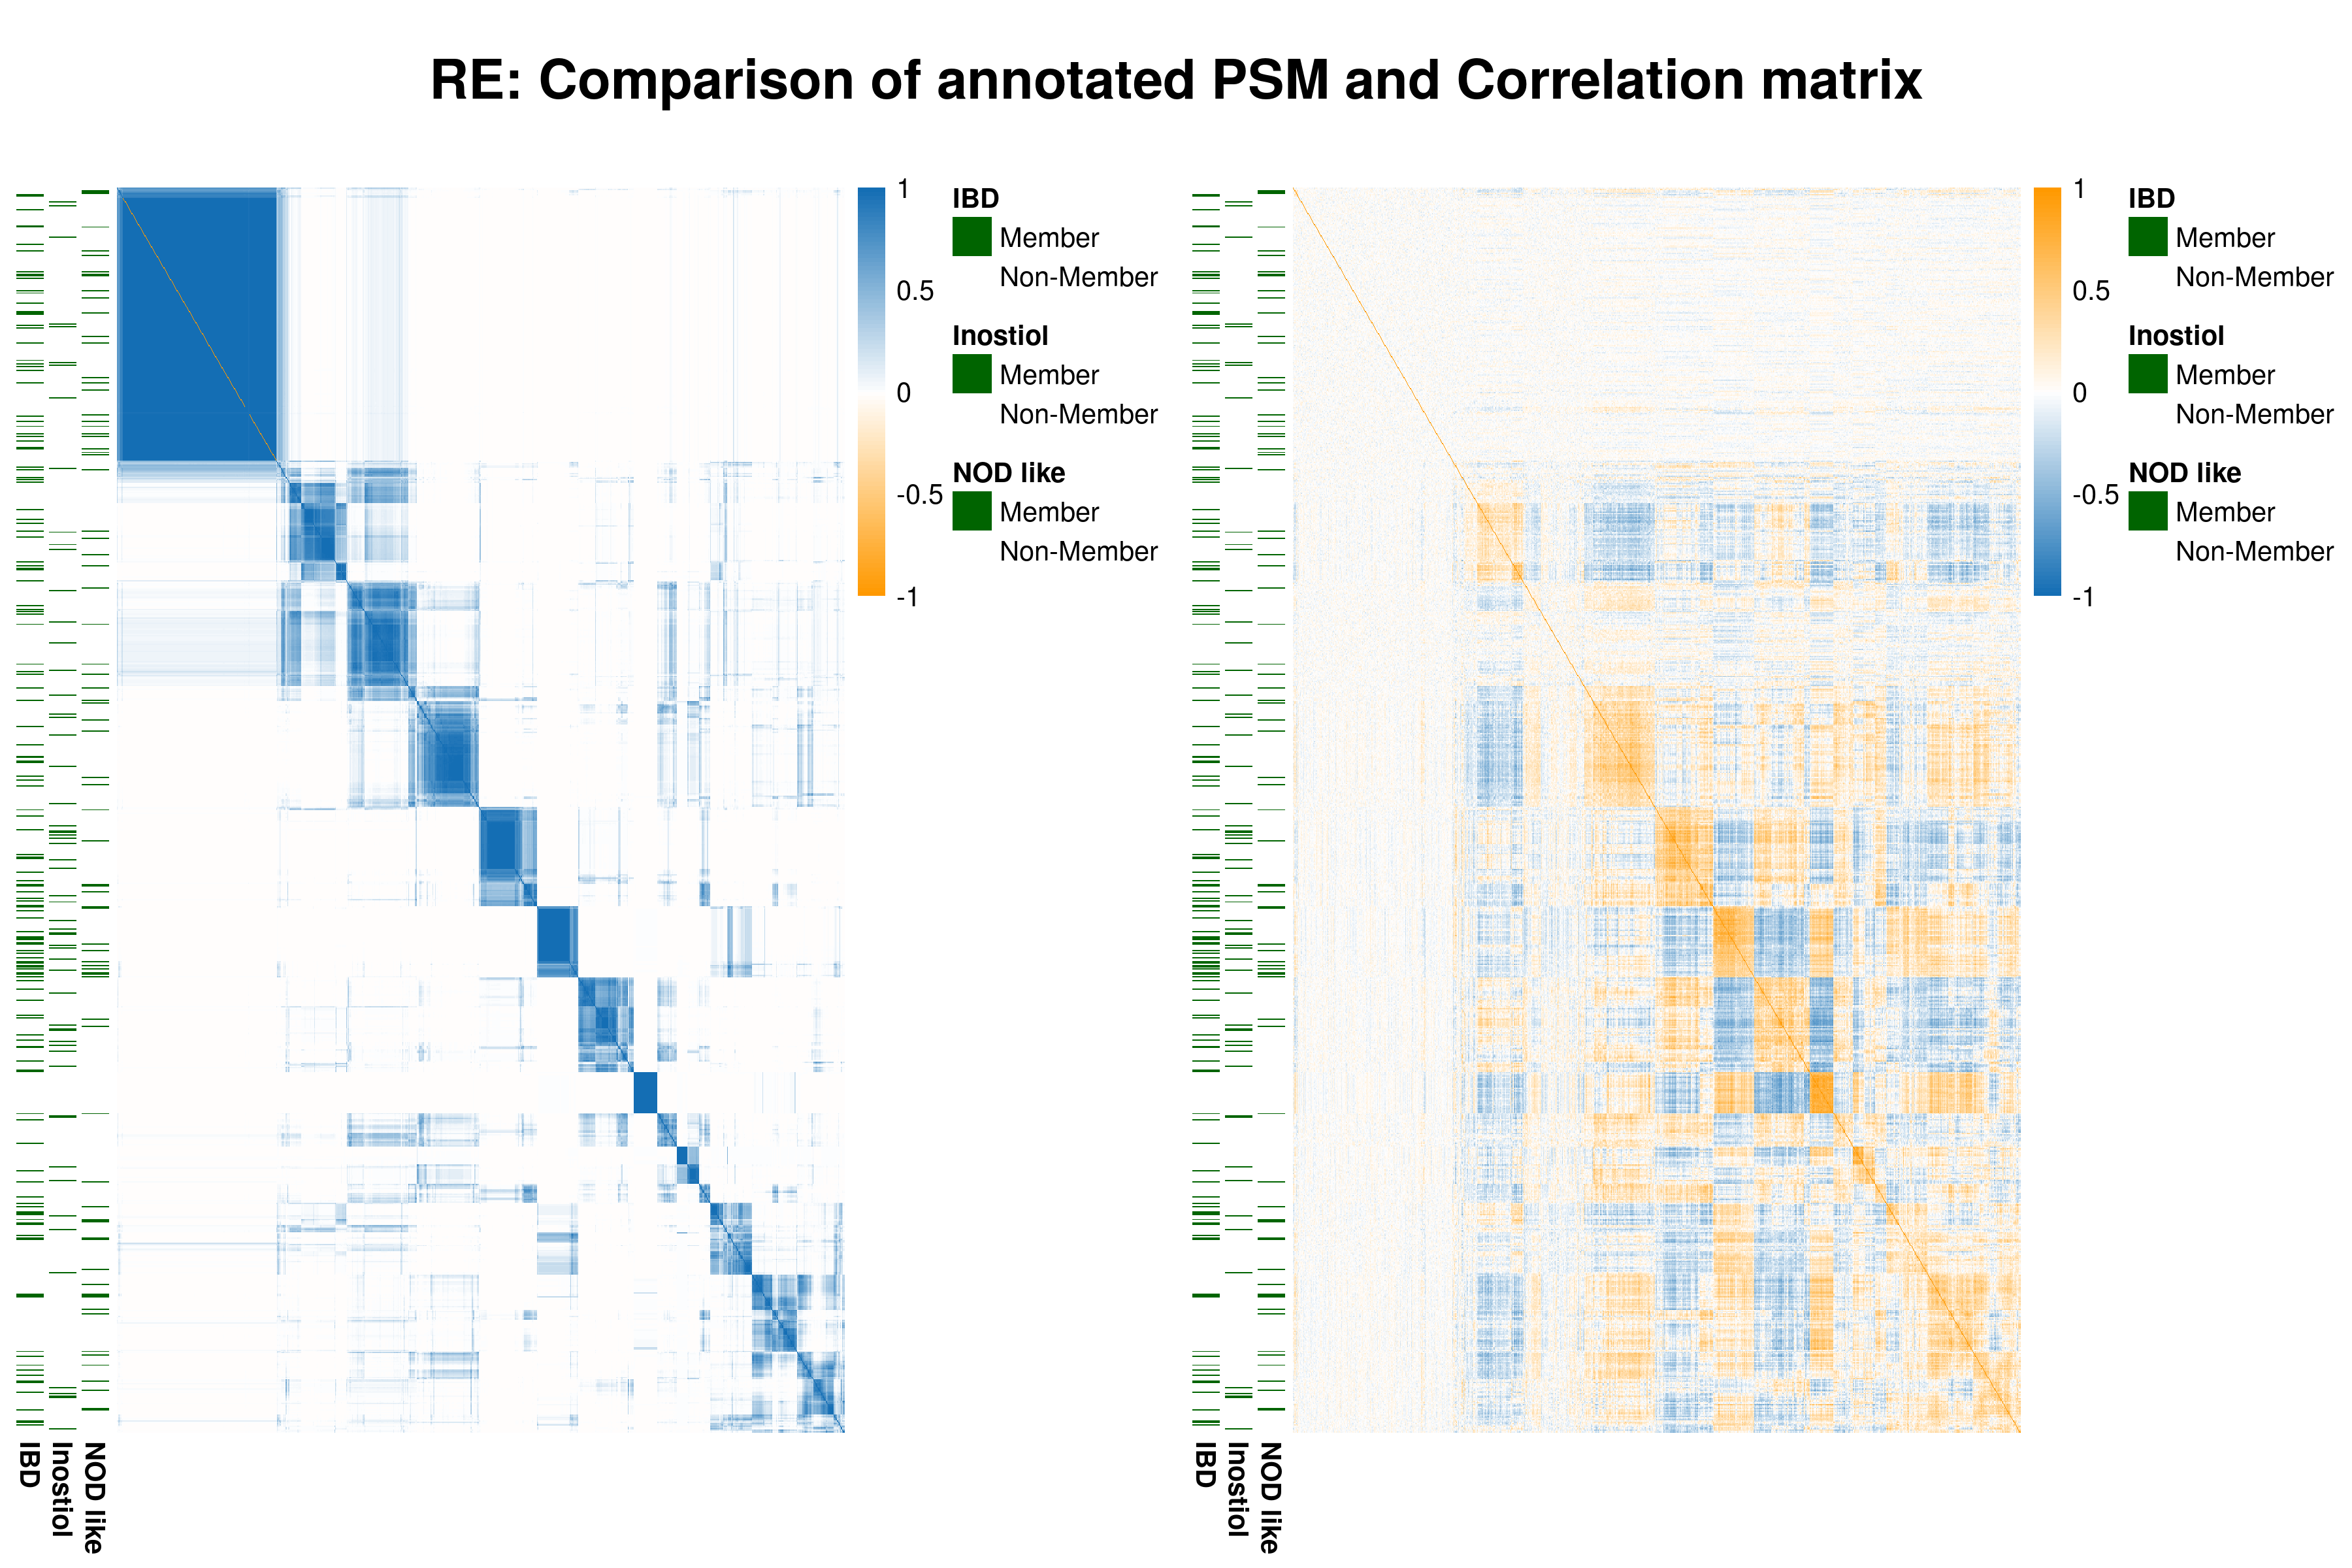 RE: Comparison of annotated PSM and Correlation matrix
1
0.5
0
-0.5
-1
IBD
Member
Non-Member
Inostiol
Member
Non-Member
NOD like
Member
Non-Member
IBD
Inostiol
NOD like
1
0.5
0
-0.5
-1
IBD
Member
Non-Member
Inostiol
Member
Non-Member
NOD like
Member
Non-Member
IBD
Inostiol
NOD like